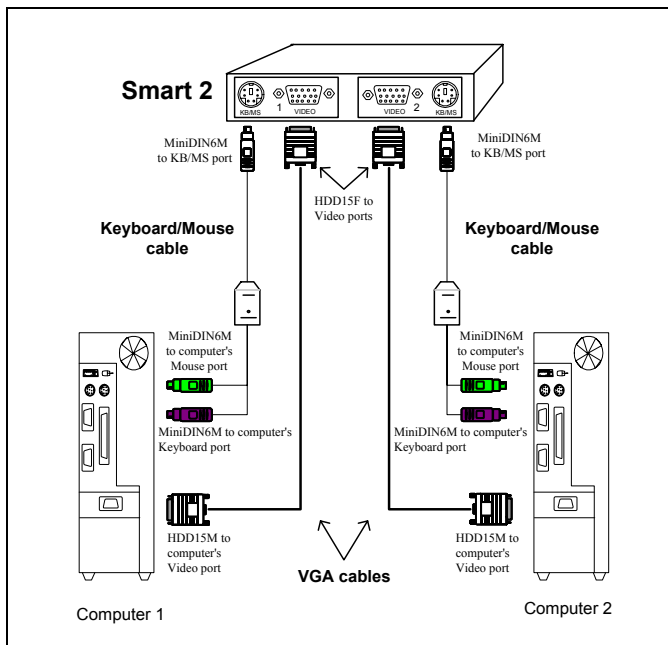 Smart 2
KB/MS
1
VIDEO
VIDEO
2
KB/MS
MiniDIN6M
to KB/MS port
MiniDIN6M
to KB/MS port
HDD15F to
Video ports
Keyboard/Mouse
cable
Keyboard/Mouse
cable
MiniDIN6M
to computer's
Mouse port
MiniDIN6M
to computer's
Mouse port
MiniDIN6M to computer's
Keyboard port
MiniDIN6M to computer's
Keyboard port
HDD15M to
computer's
Video port
HDD15M to
computer's
Video port
VGA cables
Computer 1
Computer 2